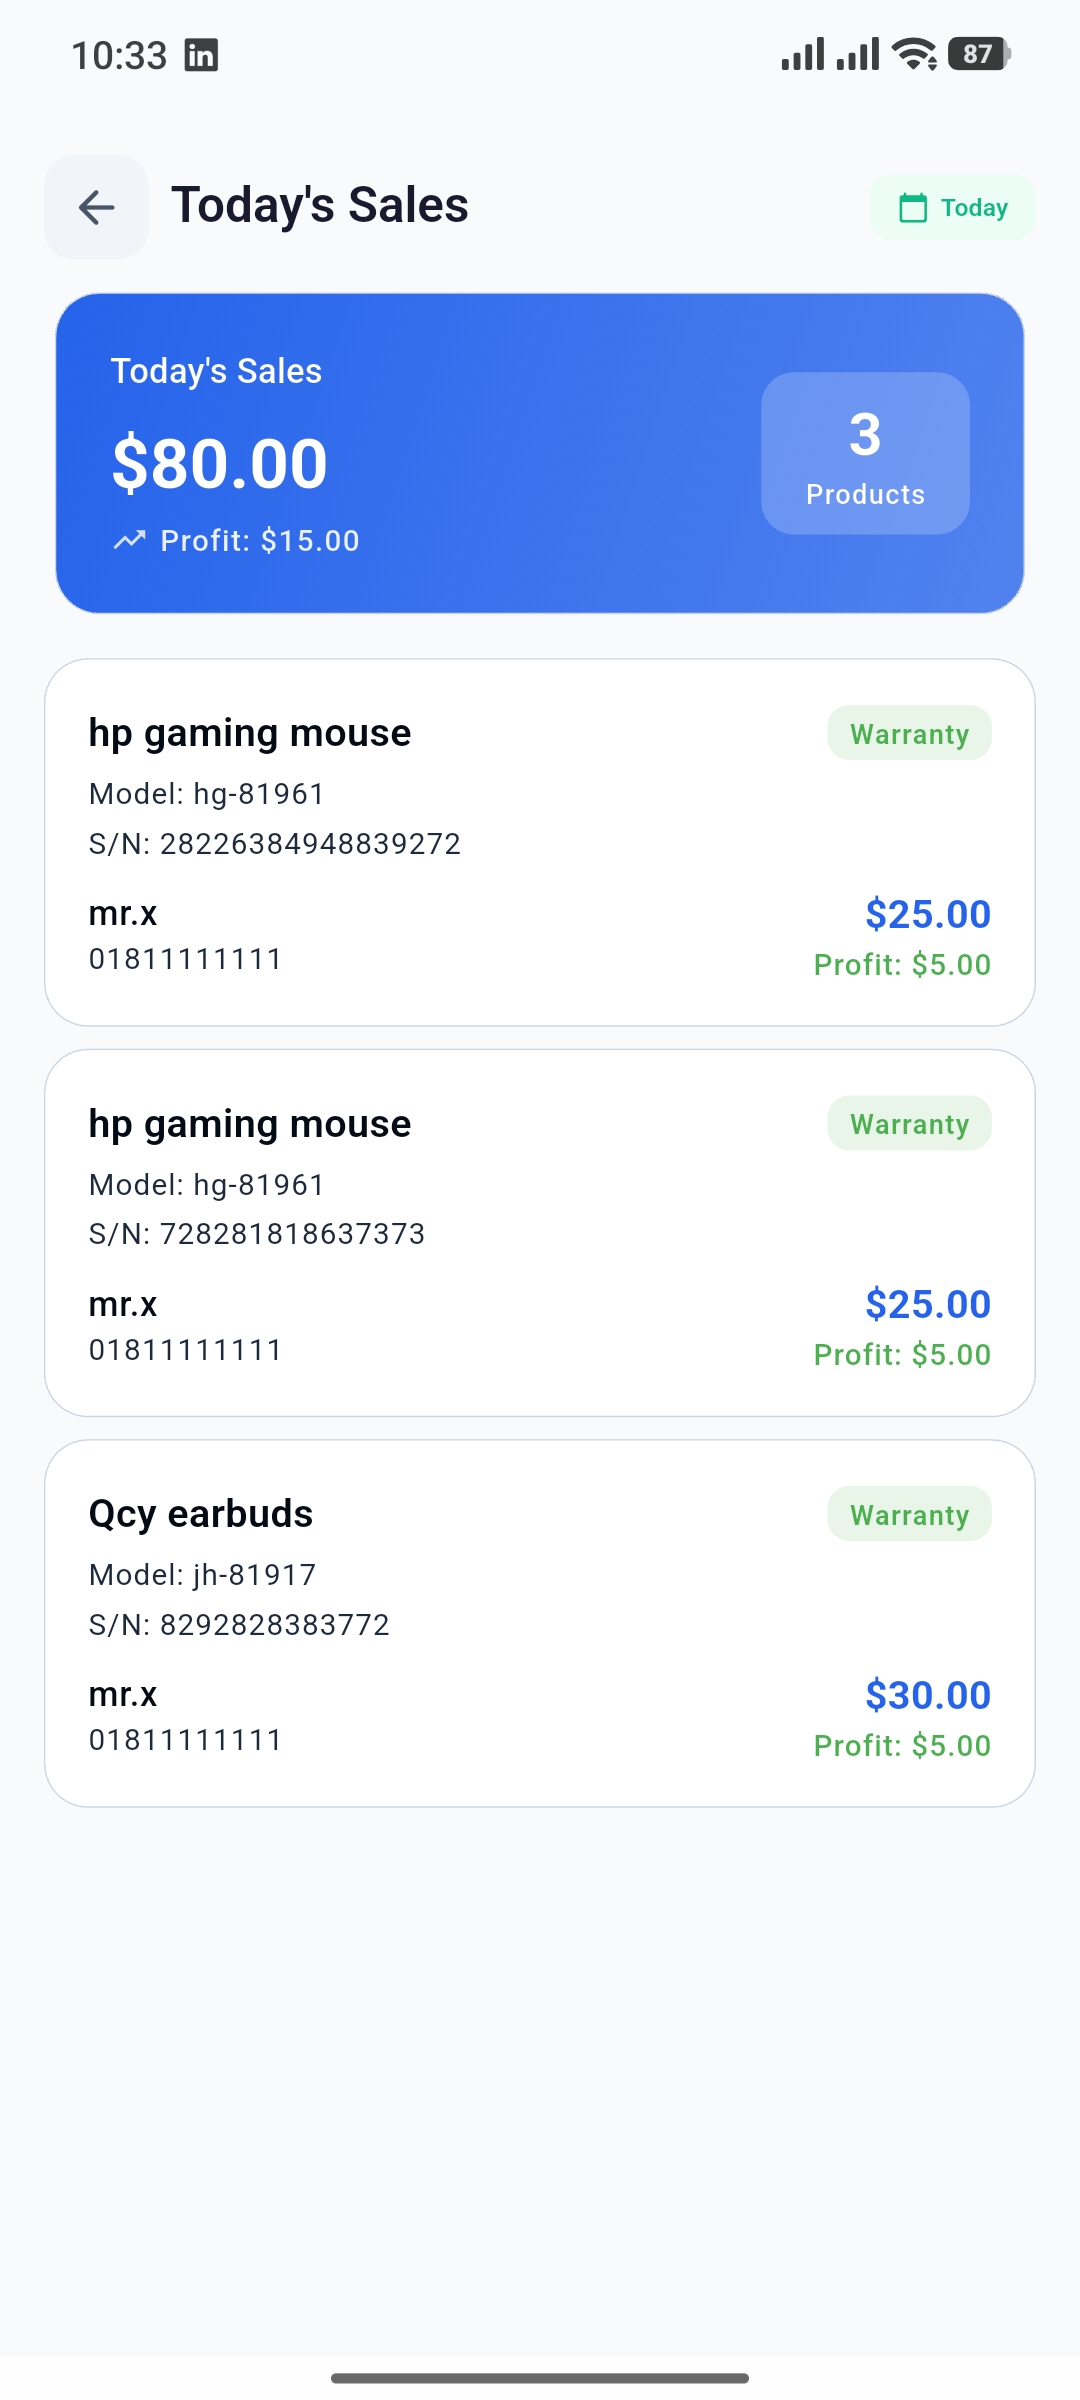 10:33
87
Today's Sales
Today
Today's Sales
$80.00
Profit: $15.00
3
Products
hp gaming mouse
Warranty
Model: hg-81961
S/N: 28226384948839272
mr.x
$25.00
01811111111
Profit: $5.00
hp gaming mouse
Warranty
Model: hg-81961
S/N: 728281818637373
mr.x
$25.00
01811111111
Profit: $5.00
Qcy earbuds
Warranty
Model: jh-81917
S/N: 8292828383772
mr.x
$30.00
01811111111
Profit: $5.00